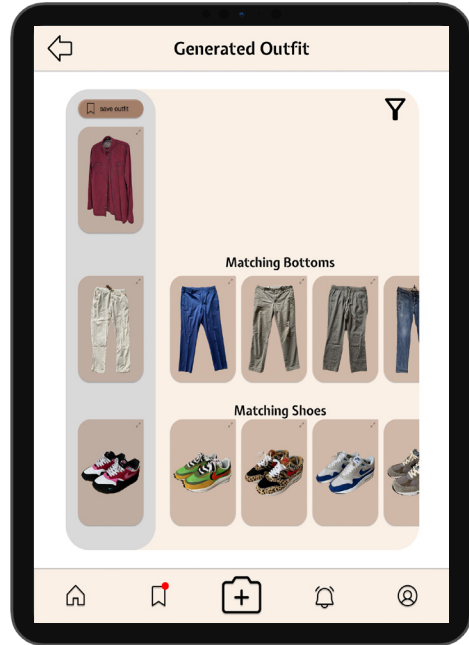 Generated Outfit
save outfit
Matching Bottoms
Matching Shoes